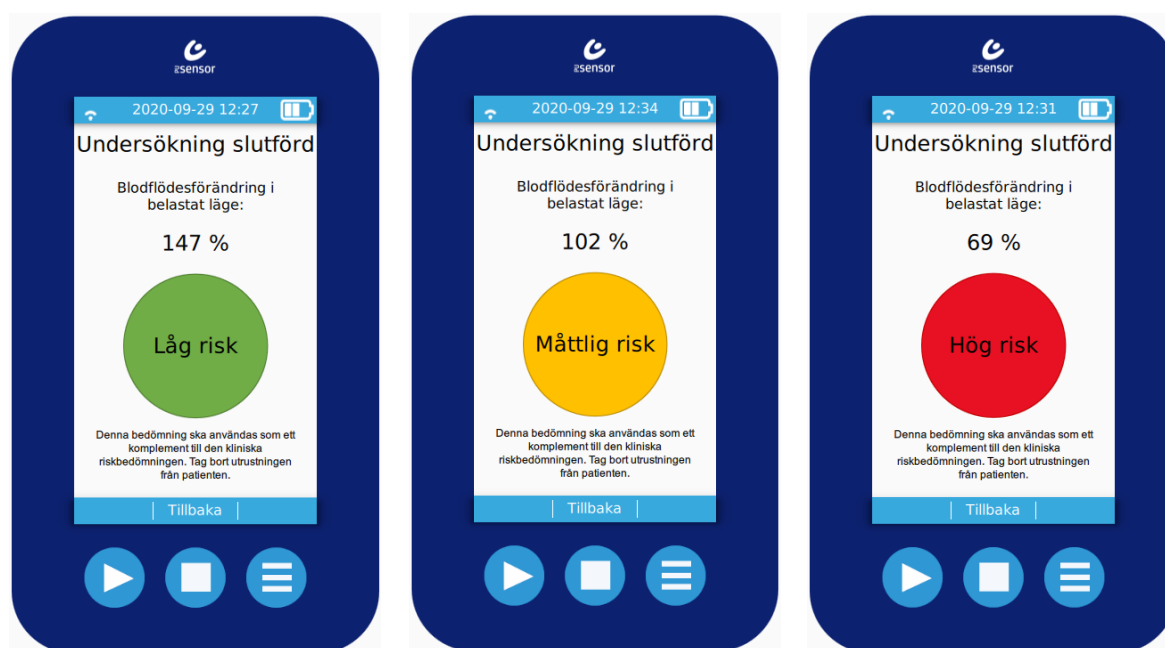 I²Sensor
2020-09-29 12:27
Undersökning slutförd
Blodflödesförändring i
belastat läge:
147 %
Låg risk
Denna bedömning ska användas som ett
komplement till den kliniska
riskbedömningen. Tag bort utrustningen
från patienten.
Tillbaka
2020-09-29 12:34
Undersökning slutförd
Blodflödesförändring i
belastat läge:
102 %
Måttlig risk
Denna bedömning ska användas som ett
komplement till den kliniska
riskbedömningen. Tag bort utrustningen
från patienten.
Tillbaka
2020-09-29 12:31
Undersökning slutförd
Blodflödesförändring i
belastat läge:
69 %
Hög risk
Denna bedömning ska användas som ett
komplement till den kliniska
riskbedömningen. Tag bort utrustningen
från patienten.
Tillbaka